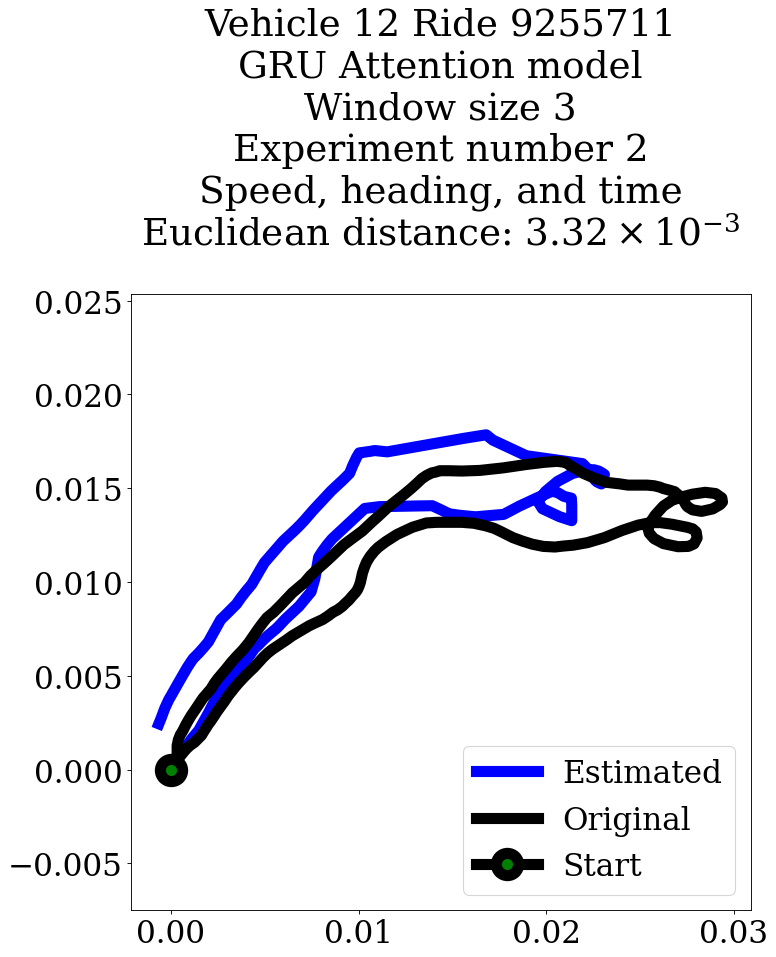 Vehicle 12 Ride 9255711
GRU Attention model
Window size 3
Experiment number 2
Speed, heading, and time
Euclidean distance: 3.32 × 10⁻³
0.025
0.020
0.015
0.010
0.005
0.000
−0.005
Estimated
Original
Start
0.00 0.01 0.02 0.03